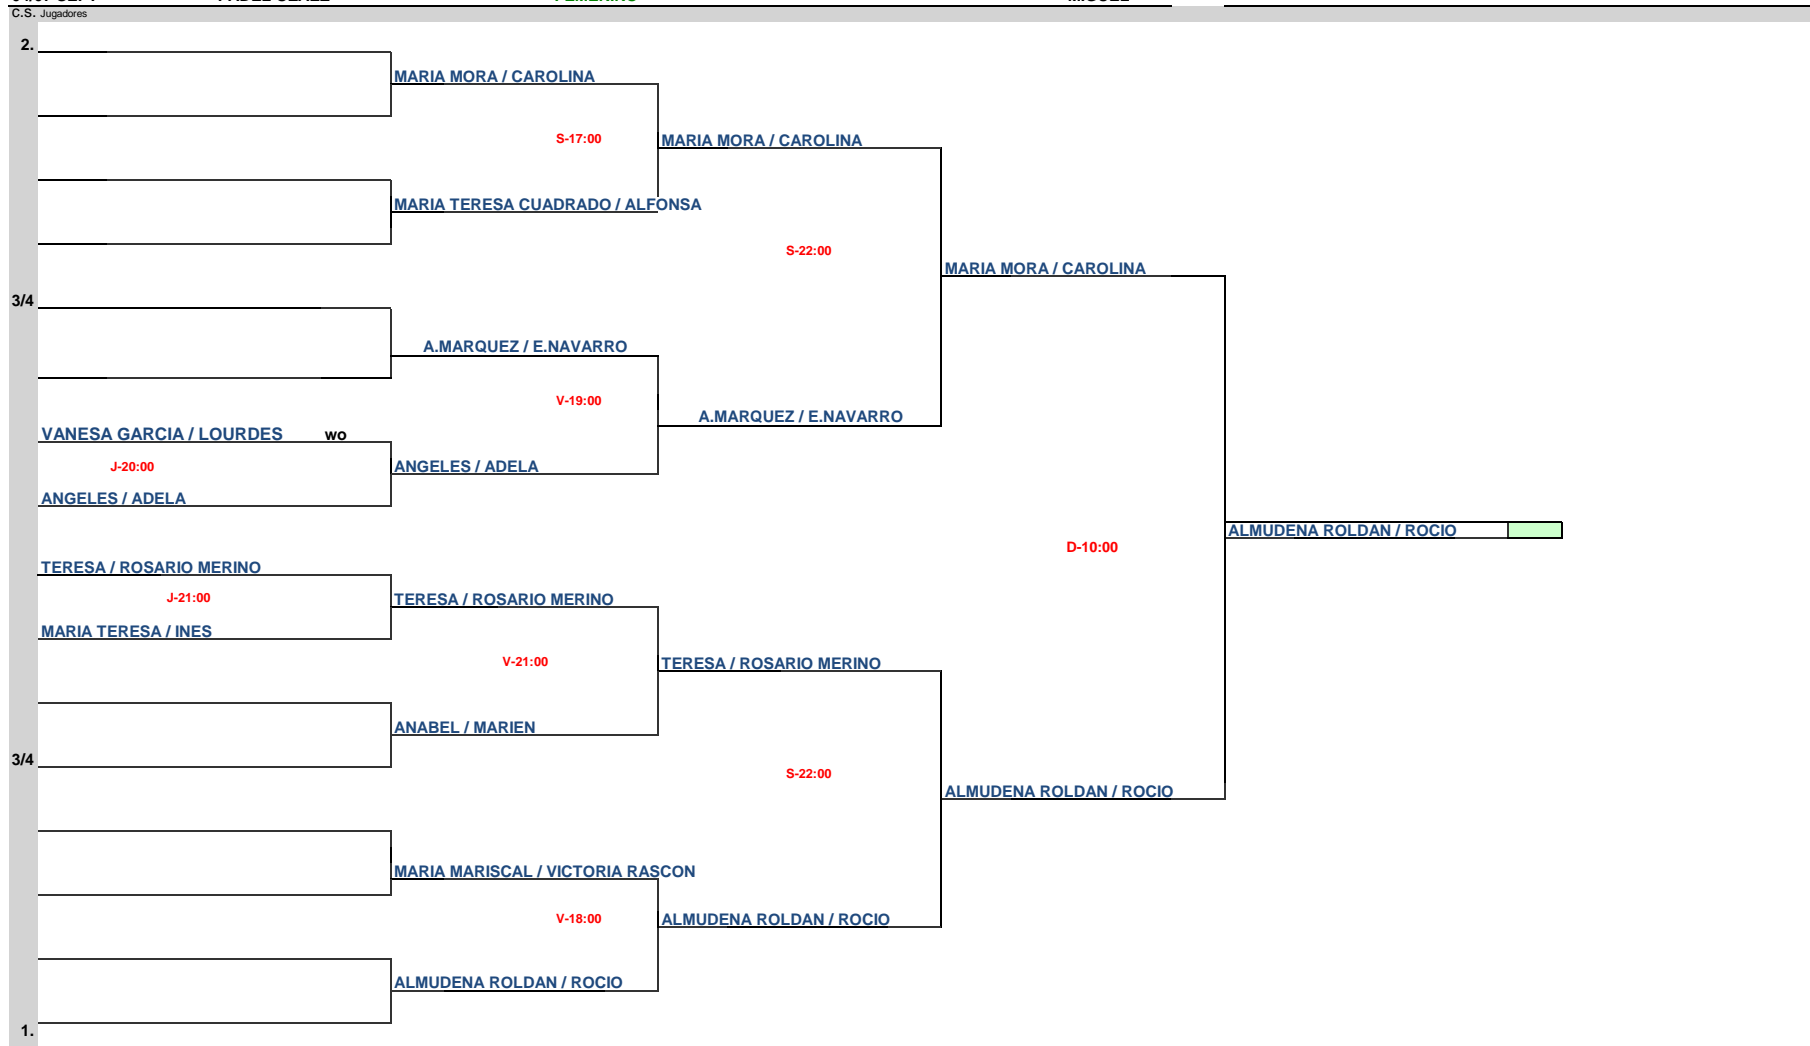 C.S. Jugadores
2.
MARIA MORA / CAROLINA
S-17:00
MARIA MORA / CAROLINA
MARIA TERESA CUADRADO / ALFONSA
S-22:00
MARIA MORA / CAROLINA
3/4
A.MARQUEZ / E.NAVARRO
V-19:00
A.MARQUEZ / E.NAVARRO
VANESA GARCIA / LOURDES wo
J-20:00
ANGELES / ADELA
ANGELES / ADELA
ALMUDENA ROLDAN / ROCIO
D-10:00
TERESA / ROSARIO MERINO
J-21:00
TERESA / ROSARIO MERINO
MARIA TERESA / INES
V-21:00
TERESA / ROSARIO MERINO
ANABEL / MARIEN
3/4
S-22:00
ALMUDENA ROLDAN / ROCIO
MARIA MARISCAL / VICTORIA RASCON
V-18:00
ALMUDENA ROLDAN / ROCIO
ALMUDENA ROLDAN / ROCIO
1.